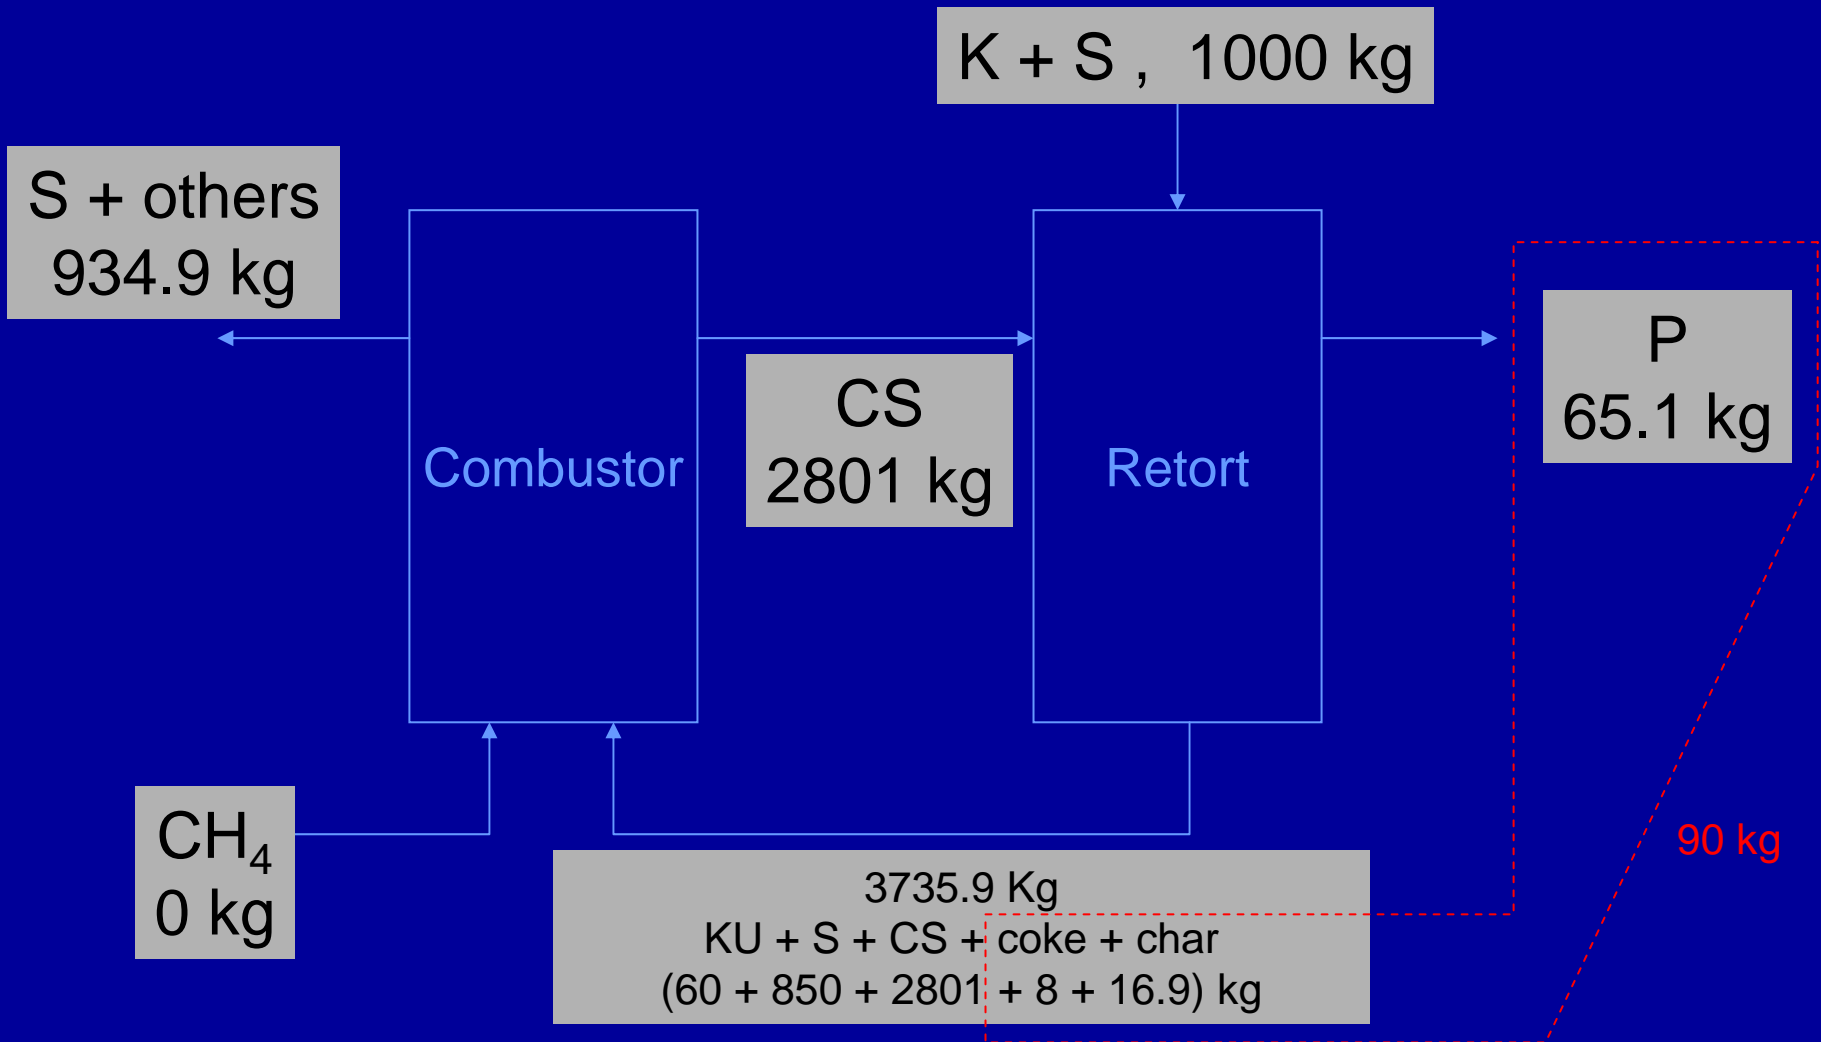 K + S , 1000 kg
S + others
934.9 kg
P
65.1 kg
CS
2801 kg
Combustor
Retort
CH₄
0 kg
90 kg
3735.9 Kg
KU + S + CS + coke + char
(60 + 850 + 2801 + 8 + 16.9) kg